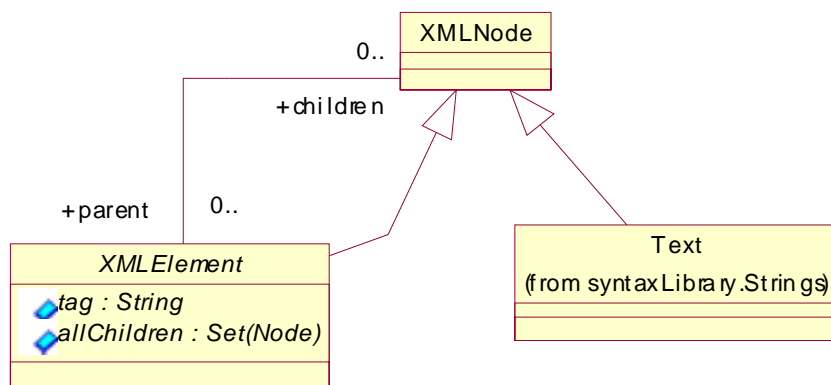 XMLNode
0..
+children
+parent
0..
XMLElement
tag : String
allChildren : Set(Node)
Text
(from syntaxLibrary.Strings)